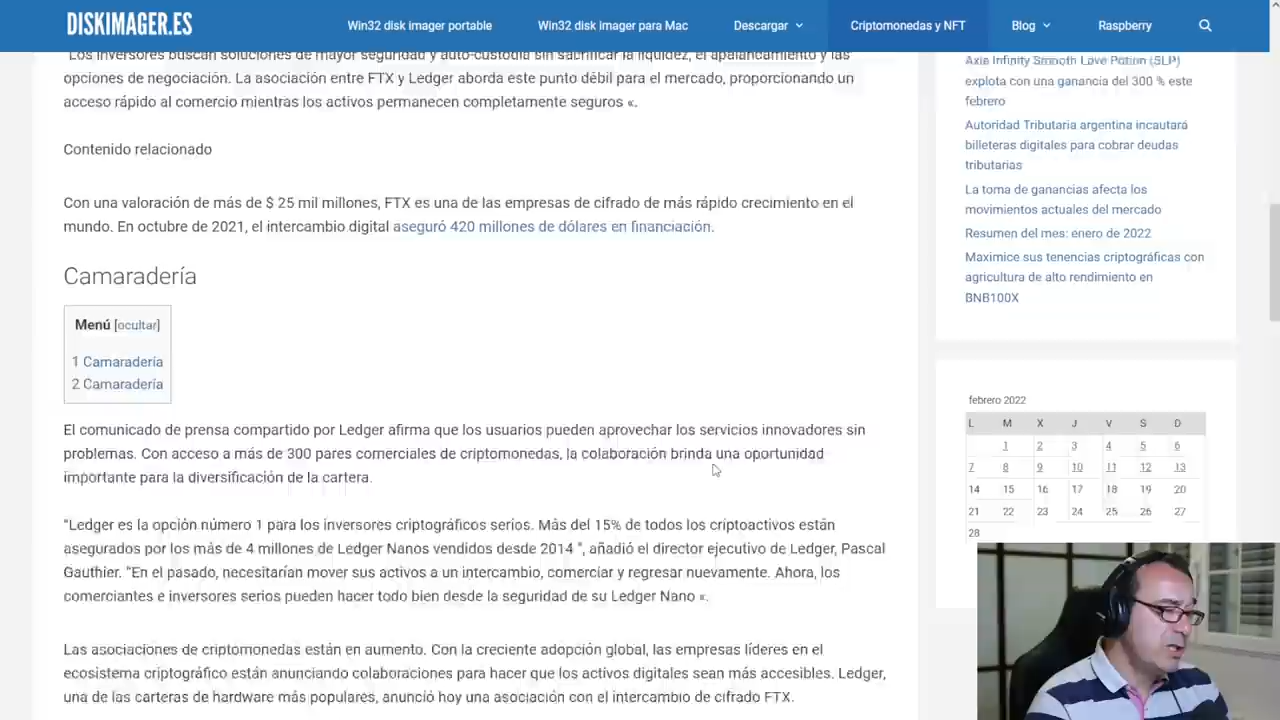 DISKIMAGER.ES
Win32 disk imager portable
Win32 disk imager para Mac
Descargar
Criptomonedas y NFT
Blog
Raspberry
"Los inversores buscan soluciones de mayor seguridad y auto-custodia sin sacrificar la liquidez, el apalancamiento y las
opciones de negociación. La asociación entre FTX y Ledger aborda este punto débil para el mercado, proporcionando un
acceso rápido al comercio mientras los activos permanecen completamente seguros «.
Contenido relacionado
Con una valoración de más de $ 25 mil millones, FTX es una de las empresas de cifrado de más rápido crecimiento en el
mundo. En octubre de 2021, el intercambio digital aseguró 420 millones de dólares en financiación.
Camaradería
Menú [ocultar]
1 Camaradería
2 Camaradería
El comunicado de prensa compartido por Ledger afirma que los usuarios pueden aprovechar los servicios innovadores sin
problemas. Con acceso a más de 300 pares comerciales de criptomonedas, la colaboración brinda una oportunidad
importante para la diversificación de la cartera.
"Ledger es la opción número 1 para los inversores criptográficos serios. Más del 15% de todos los criptoactivos están
asegurados por los más de 4 millones de Ledger Nanos vendidos desde 2014 ", añadió el director ejecutivo de Ledger, Pascal
Gauthier. "En el pasado, necesitarían mover sus activos a un intercambio, comerciar y regresar nuevamente. Ahora, los
comerciantes e inversores serios pueden hacer todo bien desde la seguridad de su Ledger Nano «.
Las asociaciones de criptomonedas están en aumento. Con la creciente adopción global, las empresas líderes en el
ecosistema criptográfico están anunciando colaboraciones para hacer que los activos digitales sean más accesibles. Ledger,
una de las carteras de hardware más populares, anunció hoy una asociación con el intercambio de cifrado FTX.
Axie Infinity Smooth Love Potion (SLP)
explota con una ganancia del 300 % este
febrero
Autoridad Tributaria argentina incautará
billeteras digitales para cobrar deudas
tributarias
La toma de ganancias afecta los
movimientos actuales del mercado
Resumen del mes: enero de 2022
Maximice sus tenencias criptográficas con
agricultura de alto rendimiento en
BNB100X
febrero 2022
L M X J V S D
1 2 3 4 5 6
7 8 9 10 11 12 13
14 15 16 17 18 19 20
21 22 23 24 25 26 27
28